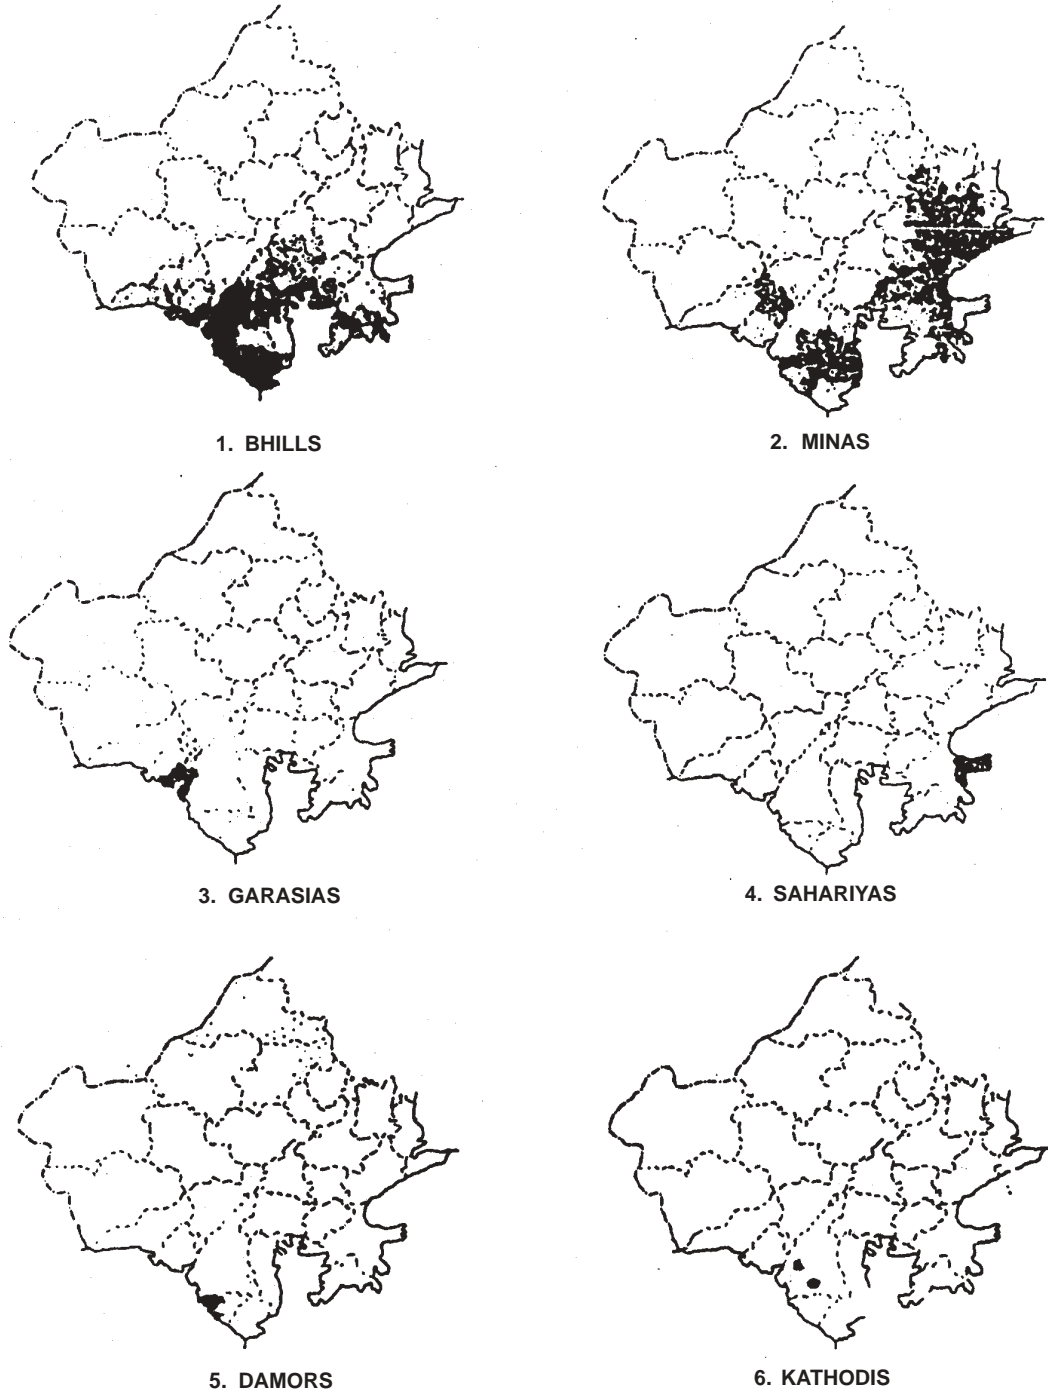 1. BHILLS
2. MINAS
3. GARASIAS
4. SAHARIYAS
5. DAMORS
6. KATHODIS